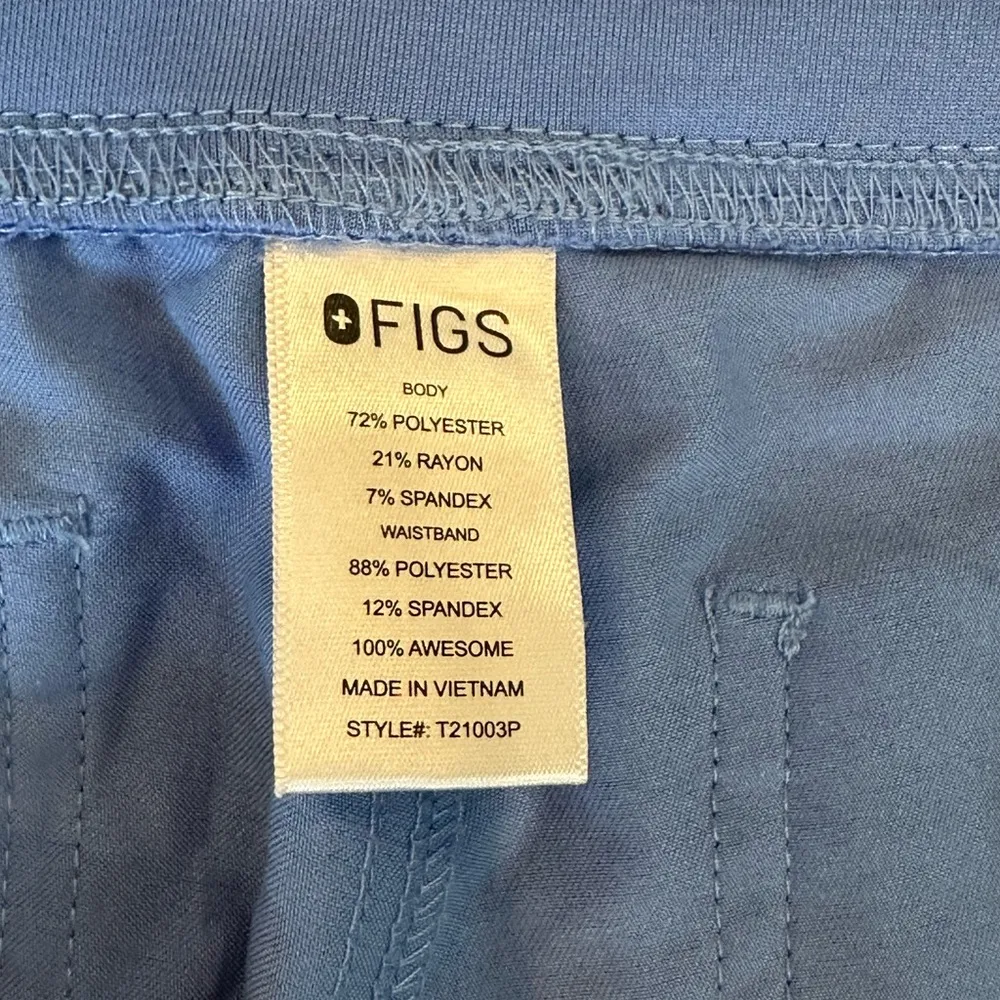 FIGS
BODY
72% POLYESTER
21% RAYON
7% SPANDEX
WAISTBAND
88% POLYESTER
12% SPANDEX
100% AWESOME
MADE IN VIETNAM
STYLE#: T21003P